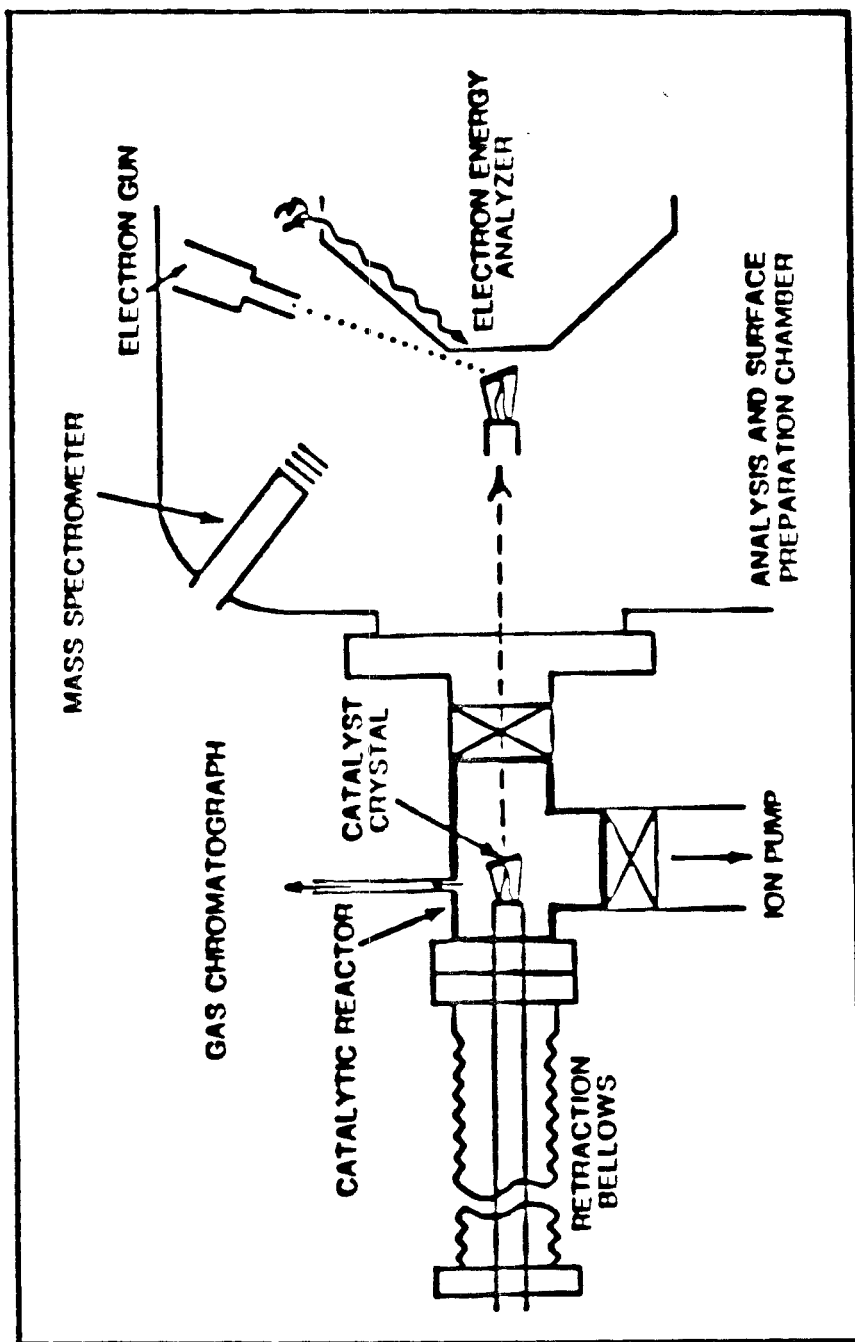 GAS CHROMATOGRAPH
MASS SPECTROMETER
ELECTRON GUN
CATALYTIC REACTOR
CATALYST
CRYSTAL
ELECTRON ENERGY
ANALYZER
RETRACTION
BELLOWS
ION PUMP
ANALYSIS AND SURFACE
PREPARATION CHAMBER